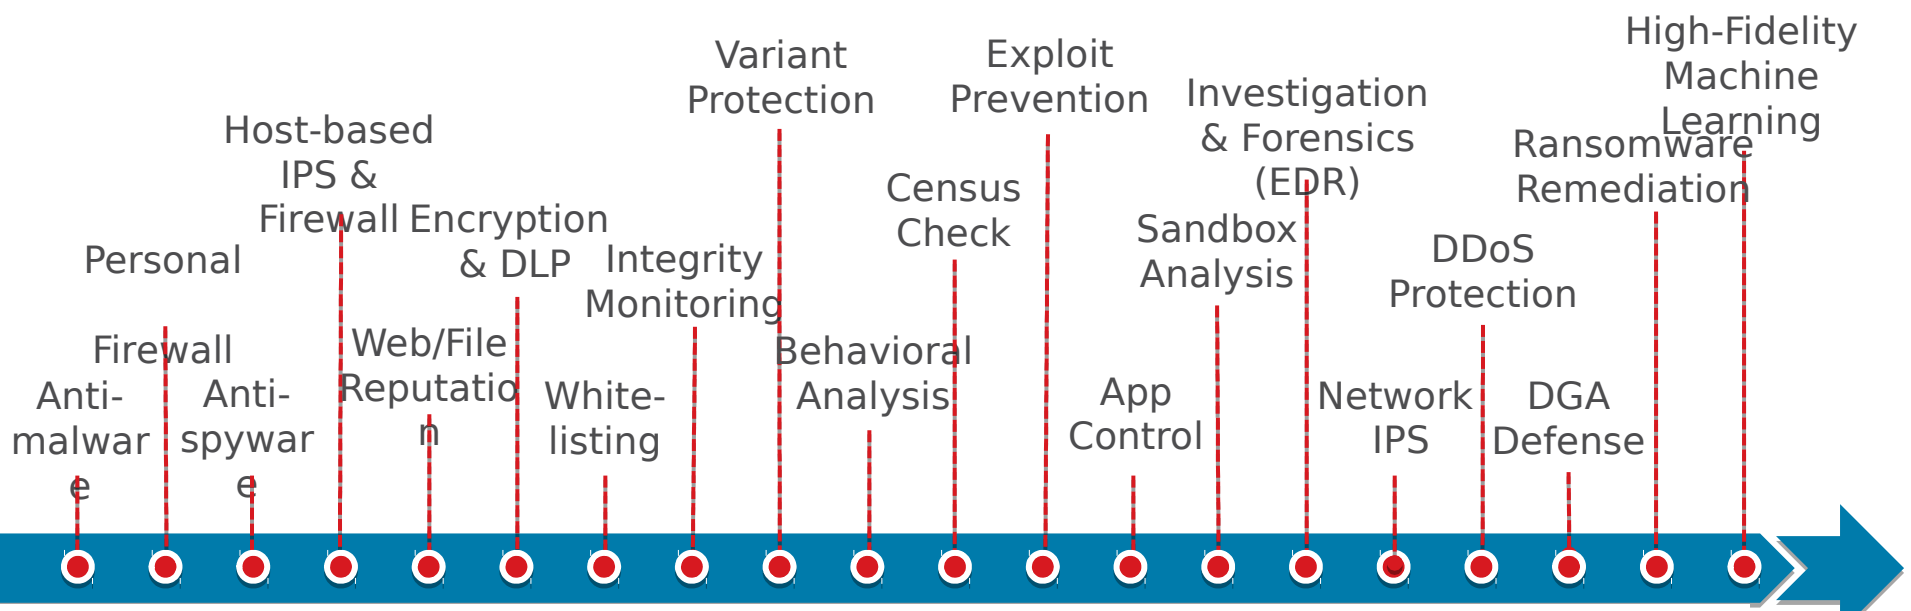 Anti-
malwar
e
Personal
Firewall
Anti-
spywar
e
Host-based
IPS &
Firewall
Web/File
Reputatio
n
Encryption
& DLP
White-
listing
Integrity
Monitoring
Variant
Protection
Behavioral
Analysis
Census
Check
Exploit
Prevention
App
Control
Sandbox
Analysis
Investigation
& Forensics
(EDR)
Network
IPS
DDoS
Protection
DGA
Defense
Ransomware
Remediation
High-Fidelity
Machine
Learning